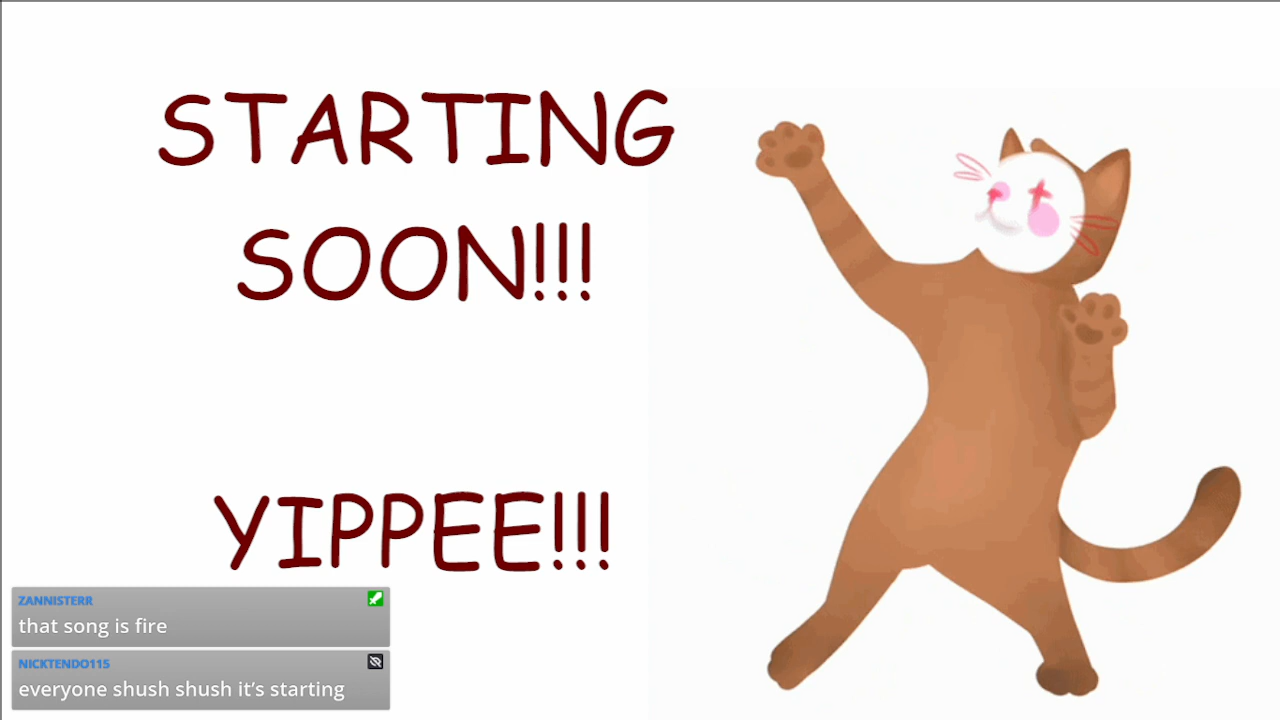 STARTING
SOON!!!
YIPPEE!!!
ZANNISTERR
that song is fire
NICKTENDO115
everyone shush shush it’s starting